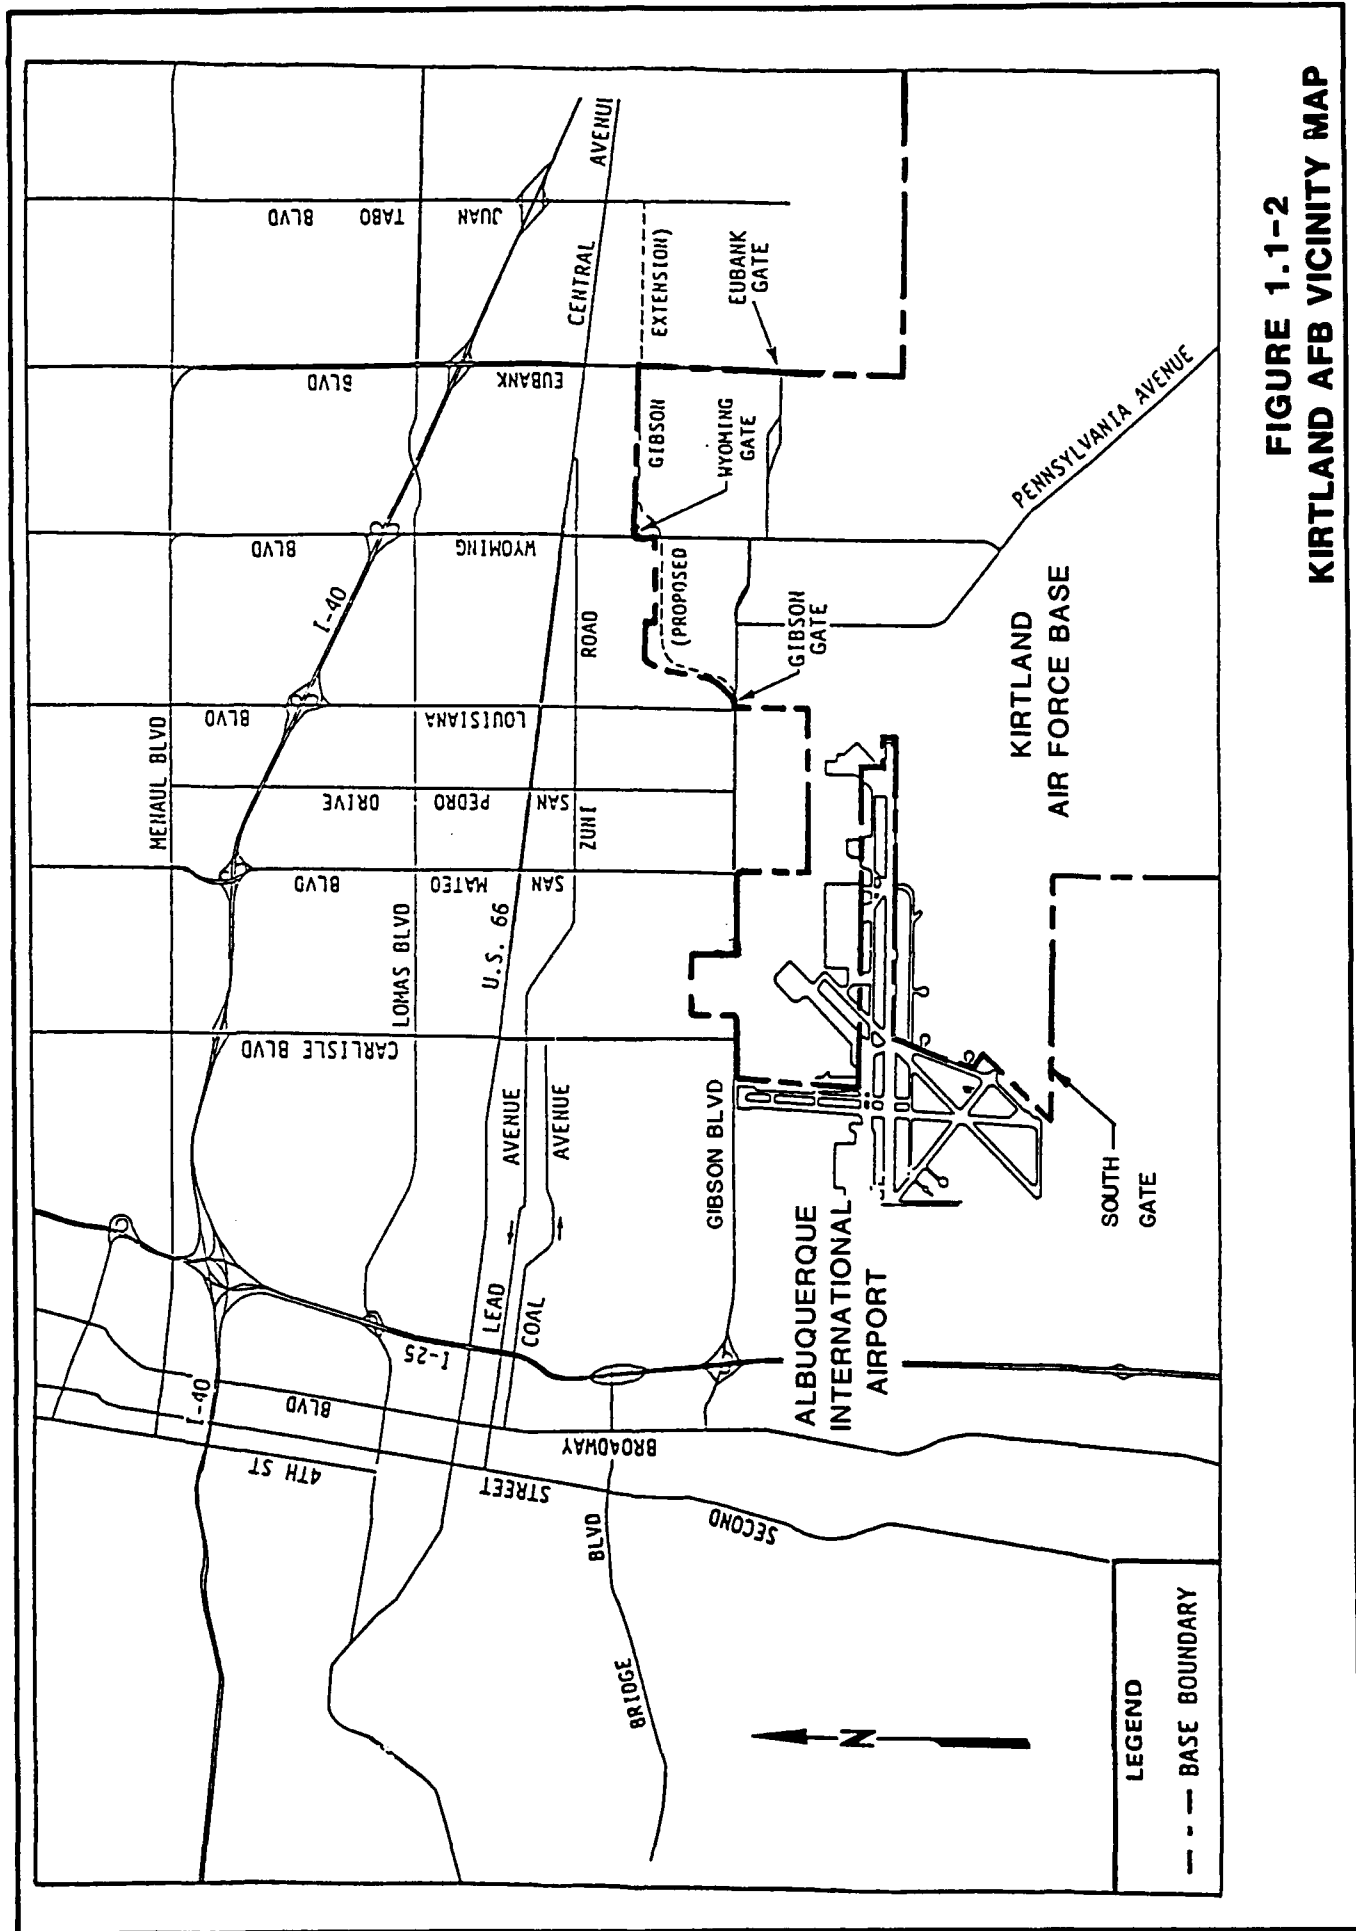 MENAUL BLVD
BLVD
TABO
JUAN
AVENUI
CENTRAL
BLVD
EUBANK
EXTENSION)
EUBANK
GATE
GIBSON
WYOMING
GATE
BLVD
WYOMING
I-40
ROAD
(PROPOSED
GIBSON
GATE
PENNSYLVANIA AVENUE
BLVD
LOUISIANA
DRIVE
PEDRO
SAN
ZUNI
BLVD
MATEO
SAN
LOMAS BLVD
U.S. 66
CARLISLE BLVD
AVENUE
AVENUE
LEAD
COAL
GIBSON BLVD
I-25
I-40
BLVD
BROADWAY
4TH ST
STREET
SECOND
BLVD
BRIDGE
KIRTLAND
AIR FORCE BASE
ALBUQUERQUE
INTERNATIONAL
AIRPORT
SOUTH
GATE
N
LEGEND
BASE BOUNDARY
FIGURE 1.1-2
KIRTLAND AFB VICINITY MAP